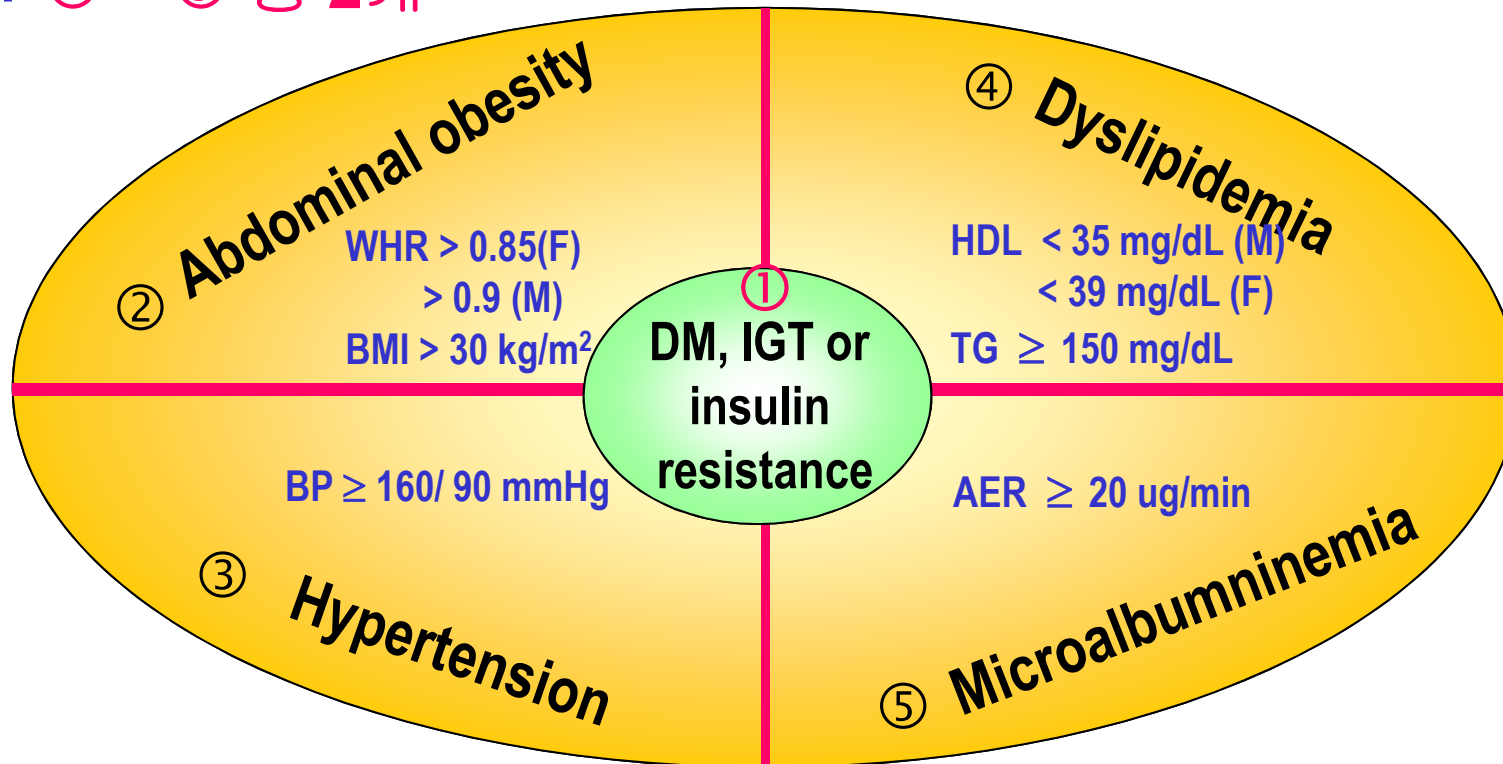 ② Abdominal obesity
WHR > 0.85(F)
> 0.9 (M)
BMI > 30 kg/m²
④ Dyslipidemia
HDL < 35 mg/dL (M)
< 39 mg/dL (F)
TG ≥ 150 mg/dL
①
DM, IGT or
insulin
resistance
BP ≥ 160/ 90 mmHg
③ Hypertension
AER ≥ 20 ug/min
⑤ Microalbumninemia